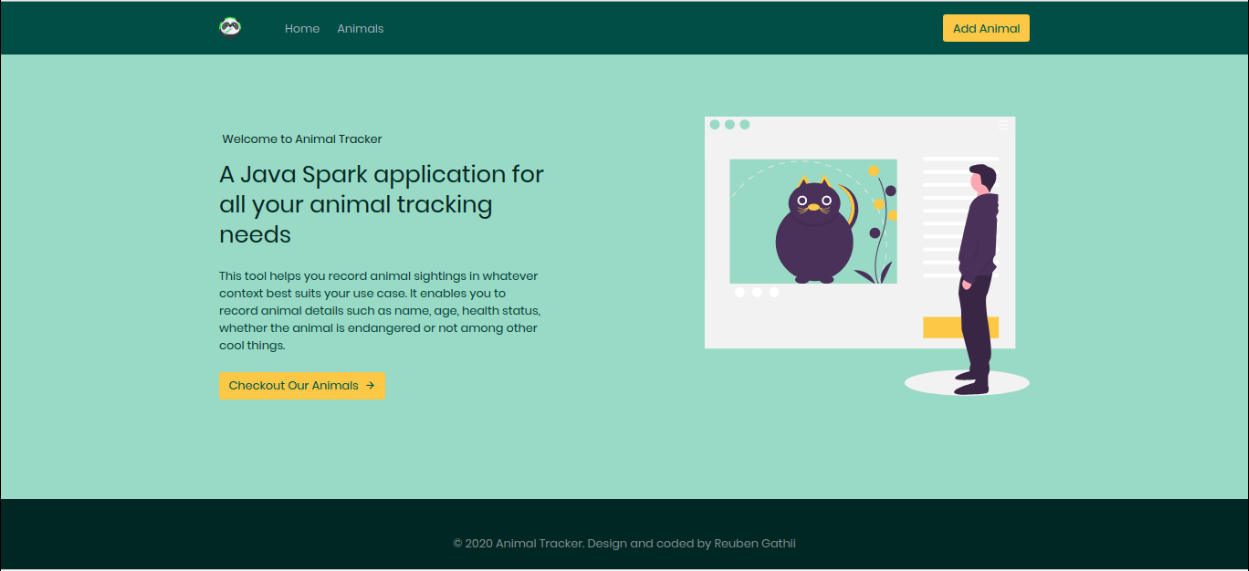 Home Animals Add Animal
Welcome to Animal Tracker
A Java Spark application for
all your animal tracking
needs
This tool helps you record animal sightings in whatever
context best suits your use case. It enables you to
record animal details such as name, age, health status,
whether the animal is endangered or not among other
cool things.
Checkout Our Animals →
© 2020 Animal Tracker. Design and coded by Reuben Gathii